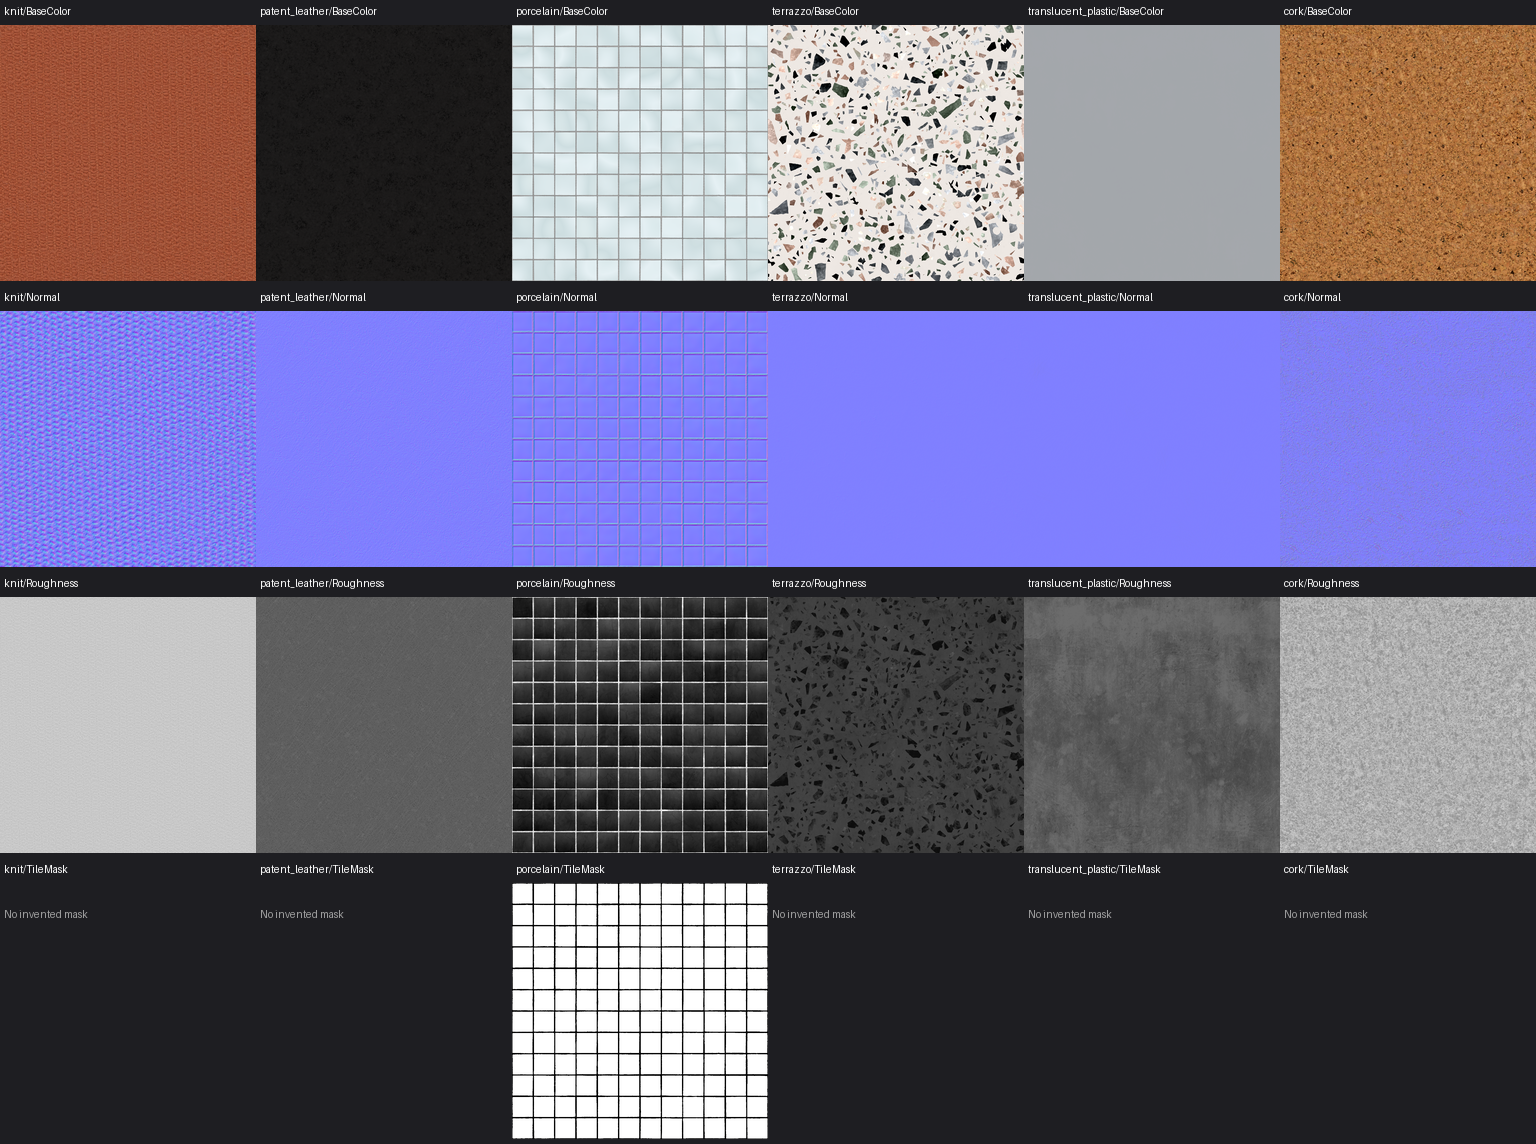 knit/BaseColor
patent_leather/BaseColor
porcelain/BaseColor
terrazzo/BaseColor
translucent_plastic/BaseColor
cork/BaseColor
knit/Normal
patent_leather/Normal
porcelain/Normal
terrazzo/Normal
translucent_plastic/Normal
cork/Normal
knit/Roughness
patent_leather/Roughness
porcelain/Roughness
terrazzo/Roughness
translucent_plastic/Roughness
cork/Roughness
knit/TileMask
patent_leather/TileMask
porcelain/TileMask
terrazzo/TileMask
translucent_plastic/TileMask
cork/TileMask
No invented mask
No invented mask
No invented mask
No invented mask
No invented mask